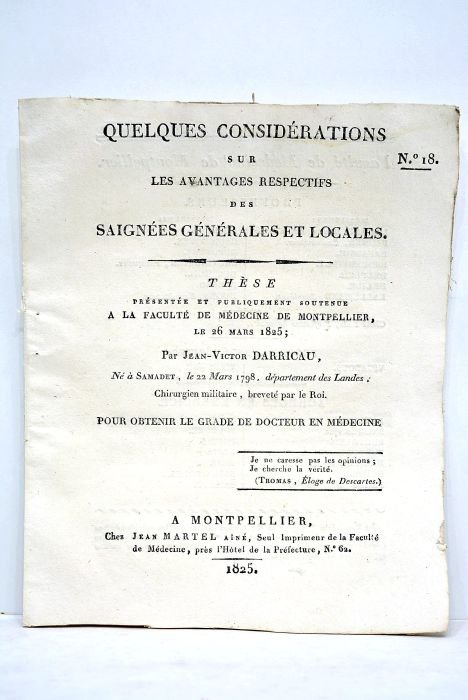 QUELQUES CONSIDÉRATIONS
SUR
N.º 18.
LES AVANTAGES RESPECTIFS
DES
SAIGNÉES GÉNÉRALES ET LOCALES.
THÈSE
PRÉSENTÉE ET PUBLIQUEMENT SOUTENUE
A LA FACULTÉ DE MÉDECINE DE MONTPELLIER,
LE 26 MARS 1825;
Par JEAN-VICTOR DARRICAU,
Né à SAMADET, le 22 Mars 1798, département des Landes;
Chirurgien militaire, breveté par le Roi.
POUR OBTENIR LE GRADE DE DOCTEUR EN MÉDECINE
Je ne caresse pas les opinions;
Je cherche la vérité.
(THOMAS, Éloge de Descartes.)
A MONTPELLIER,
Chez JEAN MARTEL AÎNÉ, Seul Imprimeur de la Faculté
de Médecine, près l'Hôtel de la Préfecture, N.º 62.
1825.